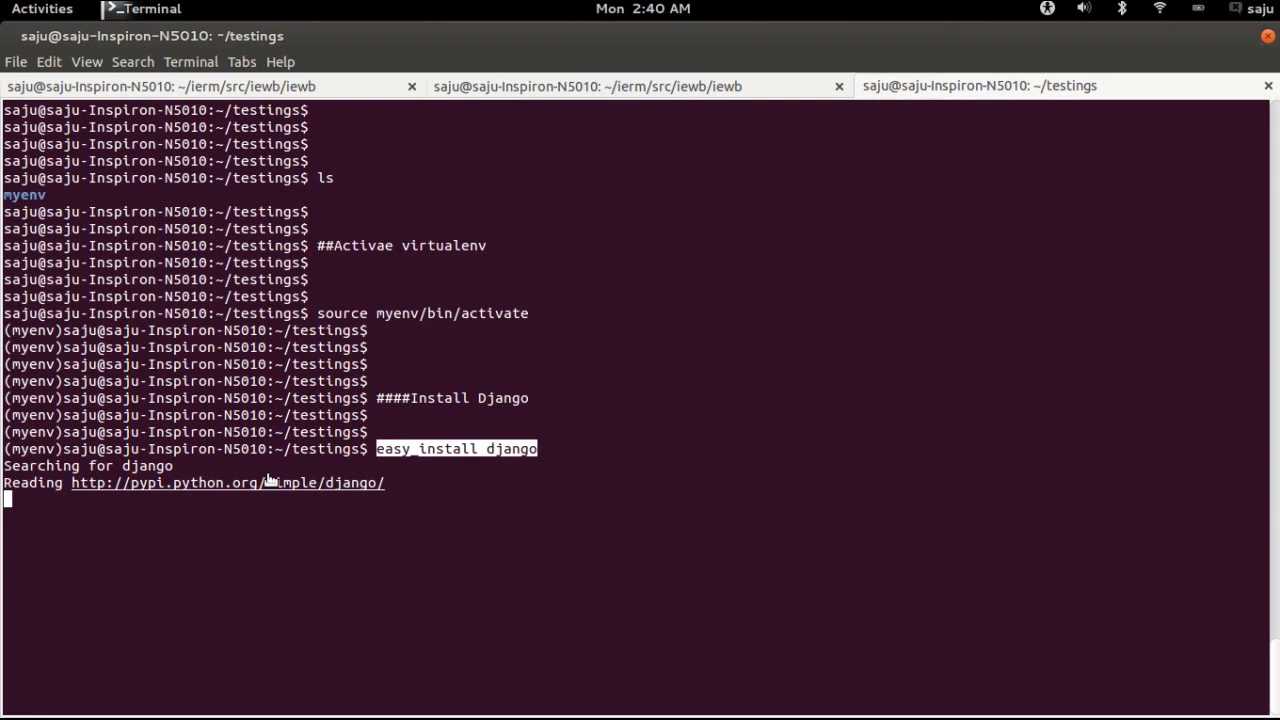 Activities Terminal Mon 2:40 AM saju
saju@saju-Inspiron-N5010: ~/testings
File Edit View Search Terminal Tabs Help
saju@saju-Inspiron-N5010: ~/ierm/src/iewb/iewb saju@saju-Inspiron-N5010: ~/ierm/src/iewb/iewb saju@saju-Inspiron-N5010: ~/testings
saju@saju-Inspiron-N5010:~/testings$
saju@saju-Inspiron-N5010:~/testings$
saju@saju-Inspiron-N5010:~/testings$
saju@saju-Inspiron-N5010:~/testings$
saju@saju-Inspiron-N5010:~/testings$ ls
myenv
saju@saju-Inspiron-N5010:~/testings$
saju@saju-Inspiron-N5010:~/testings$
saju@saju-Inspiron-N5010:~/testings$ ##Activae virtualenv
saju@saju-Inspiron-N5010:~/testings$
saju@saju-Inspiron-N5010:~/testings$
saju@saju-Inspiron-N5010:~/testings$
saju@saju-Inspiron-N5010:~/testings$ source myenv/bin/activate
(myenv)saju@saju-Inspiron-N5010:~/testings$
(myenv)saju@saju-Inspiron-N5010:~/testings$
(myenv)saju@saju-Inspiron-N5010:~/testings$
(myenv)saju@saju-Inspiron-N5010:~/testings$
(myenv)saju@saju-Inspiron-N5010:~/testings$ ####Install Django
(myenv)saju@saju-Inspiron-N5010:~/testings$
(myenv)saju@saju-Inspiron-N5010:~/testings$
(myenv)saju@saju-Inspiron-N5010:~/testings$ easy_install django
Searching for django
Reading http://pypi.python.org/simple/django/